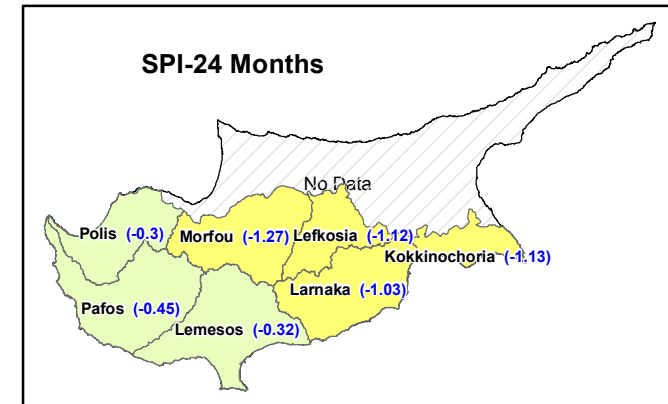 SPI-24 Months
No Data
Polis (-0.3)
Morfou (-1.27)
Lefkosia (-1.12)
Kokkinochoria (-1.13)
Larnaka (-1.03)
Pafos (-0.45)
Lemesos (-0.32)